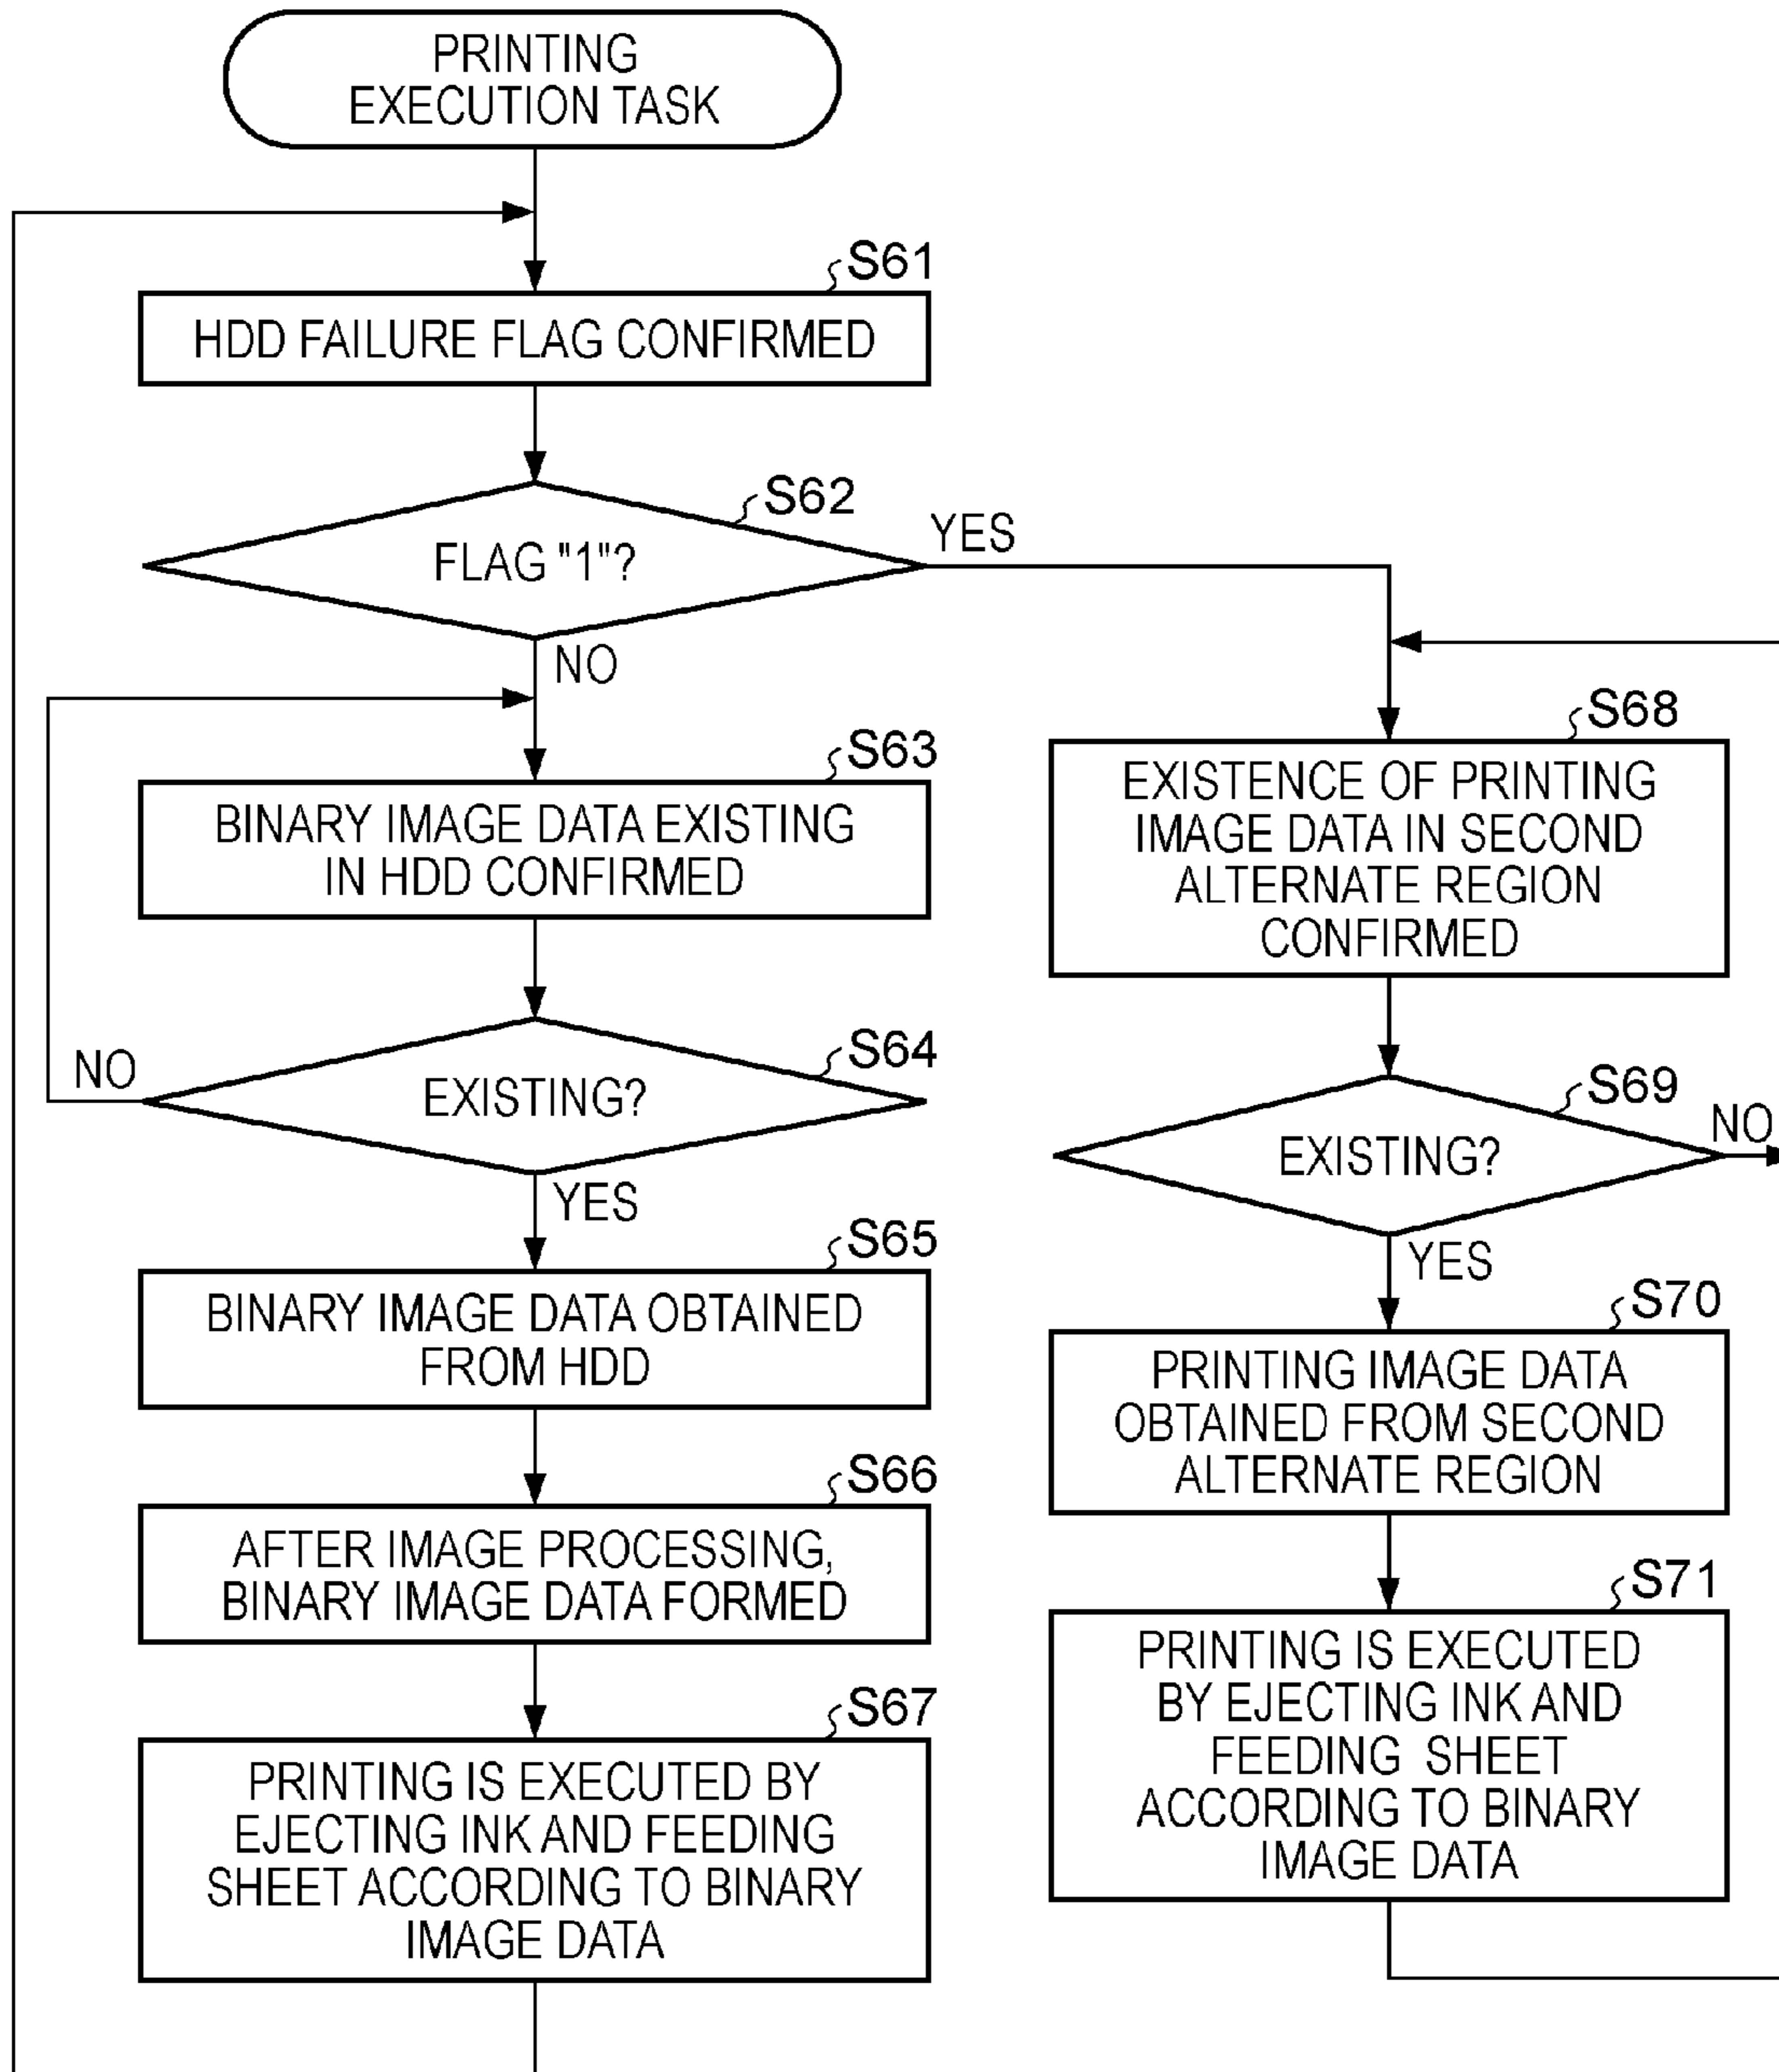 PRINTING
EXECUTION TASK
S61
HDD FAILURE FLAG CONFIRMED
S62
FLAG "1"?
YES
NO
S63
BINARY IMAGE DATA EXISTING
IN HDD CONFIRMED
S64
EXISTING?
NO
YES
S65
BINARY IMAGE DATA OBTAINED
FROM HDD
S66
AFTER IMAGE PROCESSING,
BINARY IMAGE DATA FORMED
S67
PRINTING IS EXECUTED BY
EJECTING INK AND FEEDING
SHEET ACCORDING TO BINARY
IMAGE DATA
S68
EXISTENCE OF PRINTING
IMAGE DATA IN SECOND
ALTERNATE REGION
CONFIRMED
S69
EXISTING?
NO
YES
S70
PRINTING IMAGE DATA
OBTAINED FROM SECOND
ALTERNATE REGION
S71
PRINTING IS EXECUTED
BY EJECTING INK AND
FEEDING SHEET
ACCORDING TO BINARY
IMAGE DATA